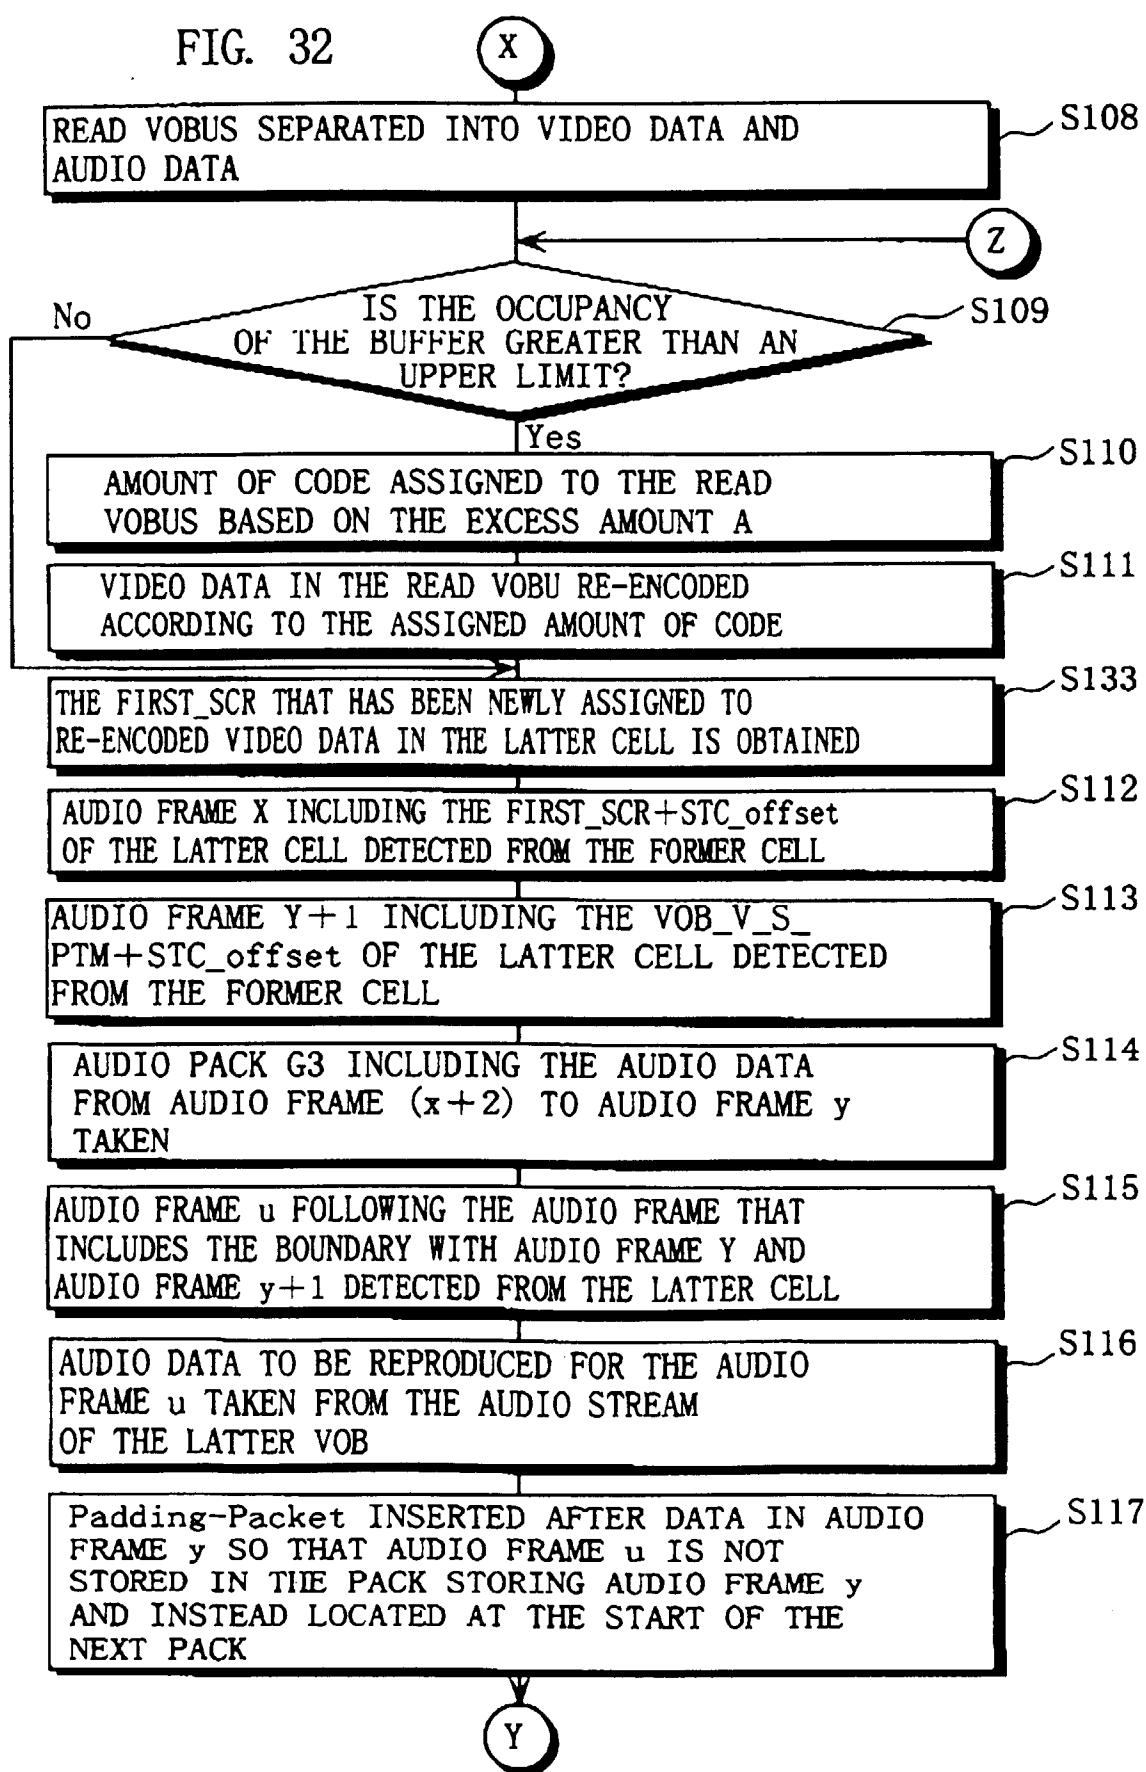 FIG. 32
X
READ VOBUS SEPARATED INTO VIDEO DATA AND
AUDIO DATA
S108
Z
IS THE OCCUPANCY
OF THE BUFFER GREATER THAN AN
UPPER LIMIT?
S109
No
Yes
AMOUNT OF CODE ASSIGNED TO THE READ
VOBUS BASED ON THE EXCESS AMOUNT A
S110
VIDEO DATA IN THE READ VOBU RE-ENCODED
ACCORDING TO THE ASSIGNED AMOUNT OF CODE
S111
THE FIRST_SCR THAT HAS BEEN NEWLY ASSIGNED TO
RE-ENCODED VIDEO DATA IN THE LATTER CELL IS OBTAINED
S133
AUDIO FRAME X INCLUDING THE FIRST_SCR+STC_offset
OF THE LATTER CELL DETECTED FROM THE FORMER CELL
S112
AUDIO FRAME Y+1 INCLUDING THE VOB_V_S_
PTM+STC_offset OF THE LATTER CELL DETECTED
FROM THE FORMER CELL
S113
AUDIO PACK G3 INCLUDING THE AUDIO DATA
FROM AUDIO FRAME (x+2) TO AUDIO FRAME y
TAKEN
S114
AUDIO FRAME u FOLLOWING THE AUDIO FRAME THAT
INCLUDES THE BOUNDARY WITH AUDIO FRAME Y AND
AUDIO FRAME y+1 DETECTED FROM THE LATTER CELL
S115
AUDIO DATA TO BE REPRODUCED FOR THE AUDIO
FRAME u TAKEN FROM THE AUDIO STREAM
OF THE LATTER VOB
S116
Padding-Packet INSERTED AFTER DATA IN AUDIO
FRAME y SO THAT AUDIO FRAME u IS NOT
STORED IN THE PACK STORING AUDIO FRAME y
AND INSTEAD LOCATED AT THE START OF THE
NEXT PACK
S117
Y